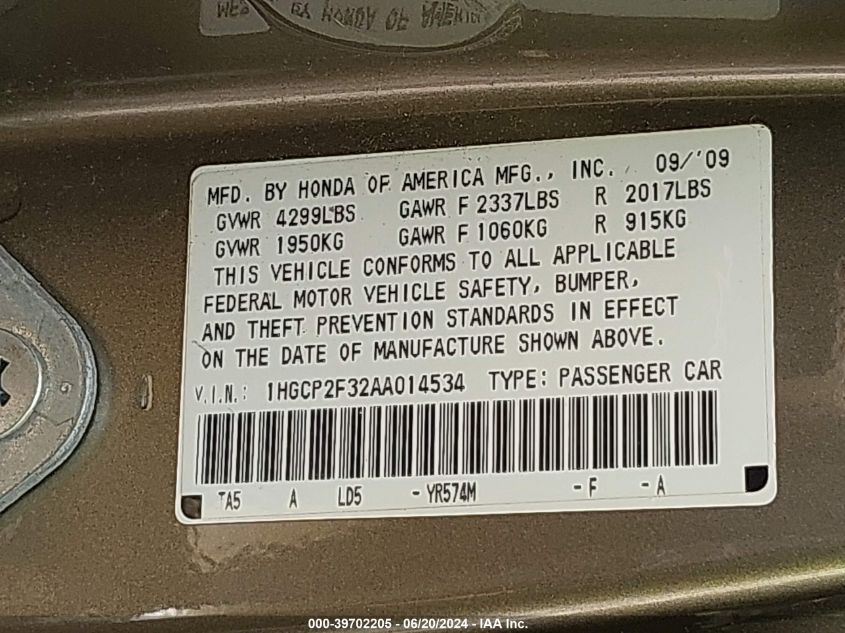 MFD. BY HONDA OF AMERICA MFG., INC. 09/'09
GVWR 4299LBS GAWR F 2337LBS R 2017LBS
GVWR 1950KG GAWR F 1060KG R 915KG
THIS VEHICLE CONFORMS TO ALL APPLICABLE
FEDERAL MOTOR VEHICLE SAFETY, BUMPER,
AND THEFT PREVENTION STANDARDS IN EFFECT
ON THE DATE OF MANUFACTURE SHOWN ABOVE.
V.I.N.: 1HGCP2F32AA014534 TYPE: PASSENGER CAR
TA5 A LD5 - YR574M - F - A
000-39702205 - 06/20/2024 - IAA Inc.